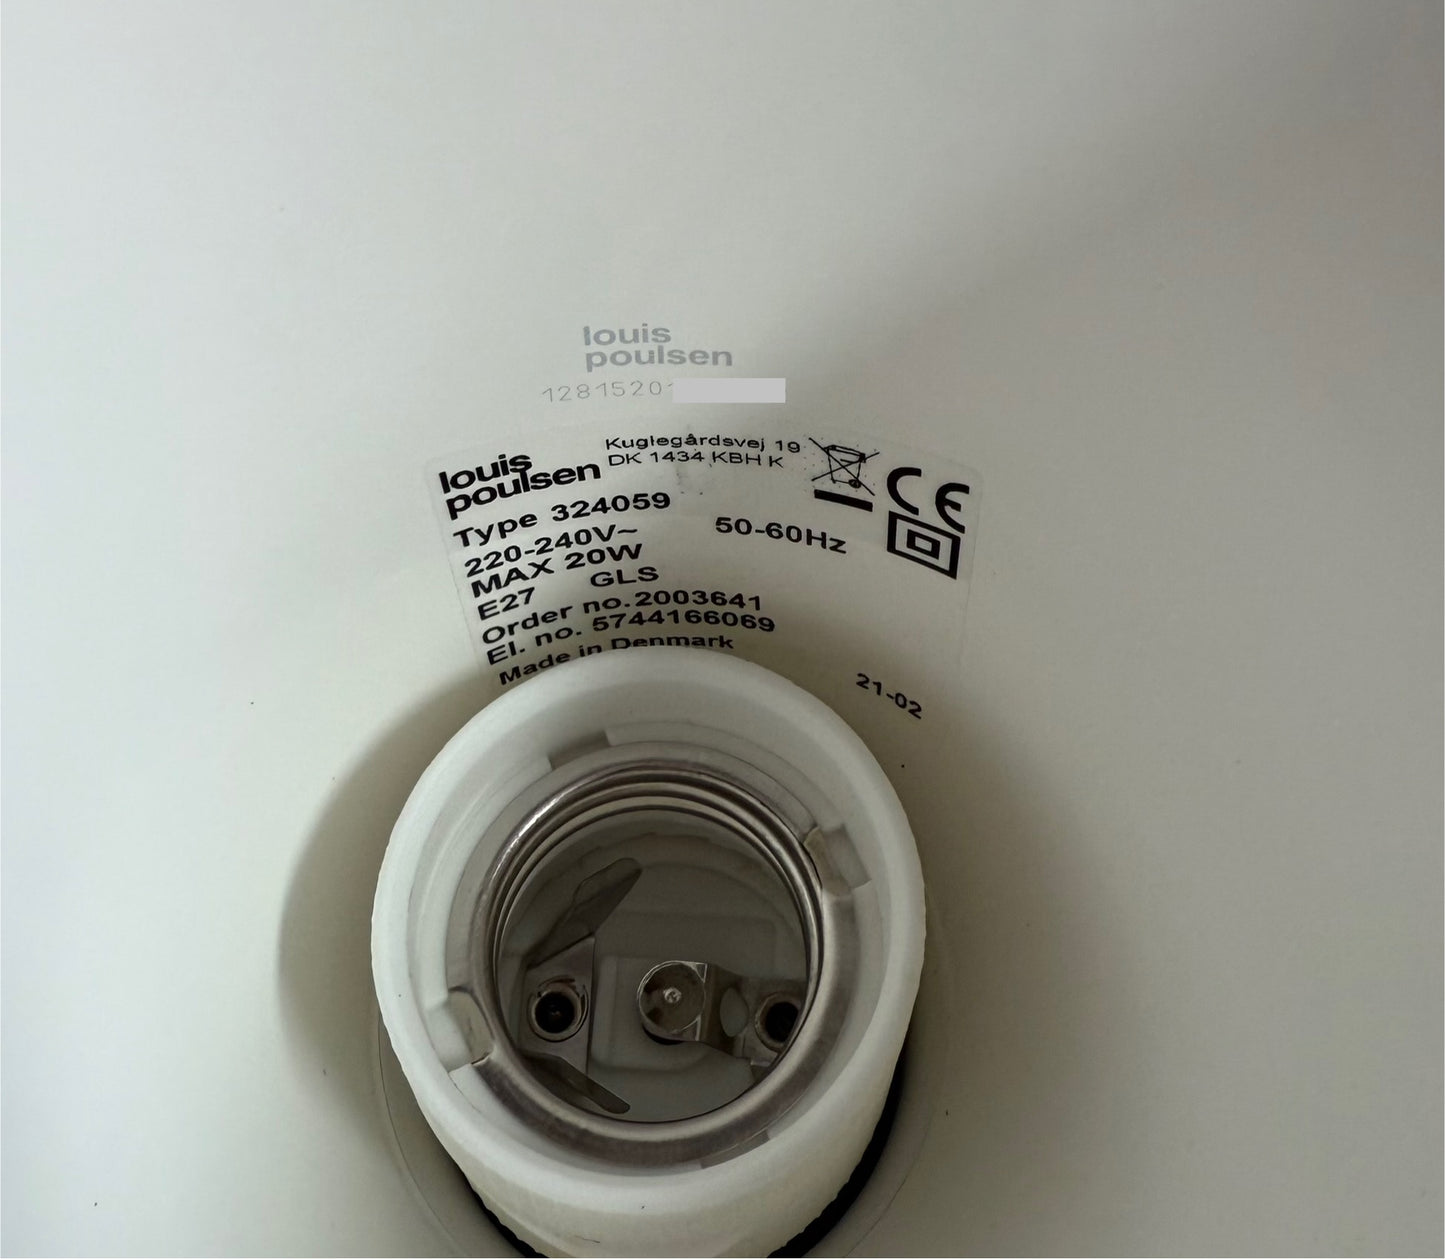 louis
poulsen
12815201
louis
poulsen
Kuglegårdsvej 19
DK 1434 KBH K
CE
Type 324059
220-240V~ 50-60Hz
MAX 20W
E27 GLS
Order no.2003641
El. no. 5744166069
Made in Denmark
21-02